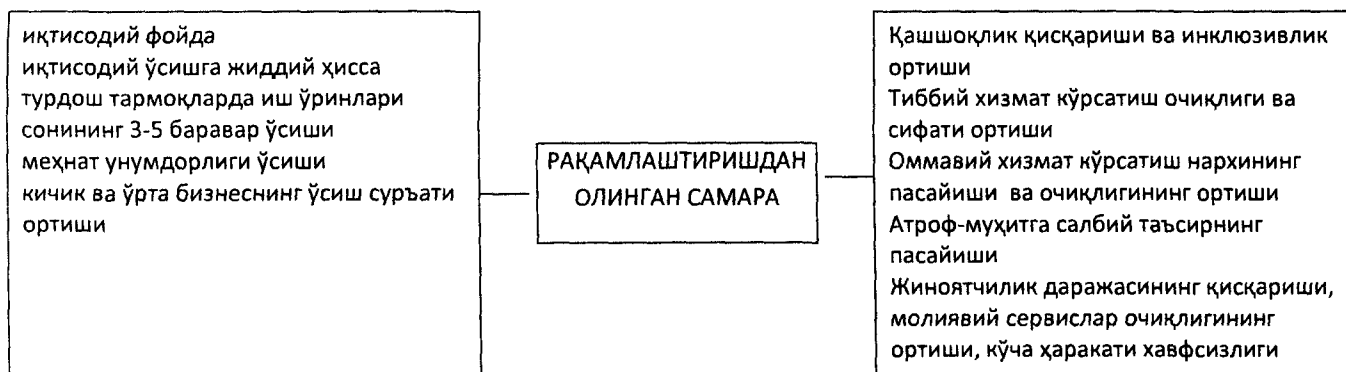 иқтисодий фойда
иқтисодий ўсишга жиддий ҳисса
турдош тармоқларда иш ўринлари
сонининг 3-5 баравар ўсиши
меҳнат унумдорлиги ўсиши
кичик ва ўрта бизнеснинг ўсиш суръати
ортиши
РАҚАМЛАШТИРИШДАН
ОЛИНГАН САМАРА
Қашшоқлик қисқариши ва инклюзивлик
ортиши
Тиббий хизмат кўрсатиш очиқлиги ва
сифати ортиши
Оммавий хизмат кўрсатиш нархининг
пасайиши ва очиқлигининг ортиши
Атроф-муҳитга салбий таъсирнинг
пасайиши
Жиноятчилик даражасининг қисқариши,
молиявий сервислар очиқлигининг
ортиши, кўча ҳаракати хавфсизлиги